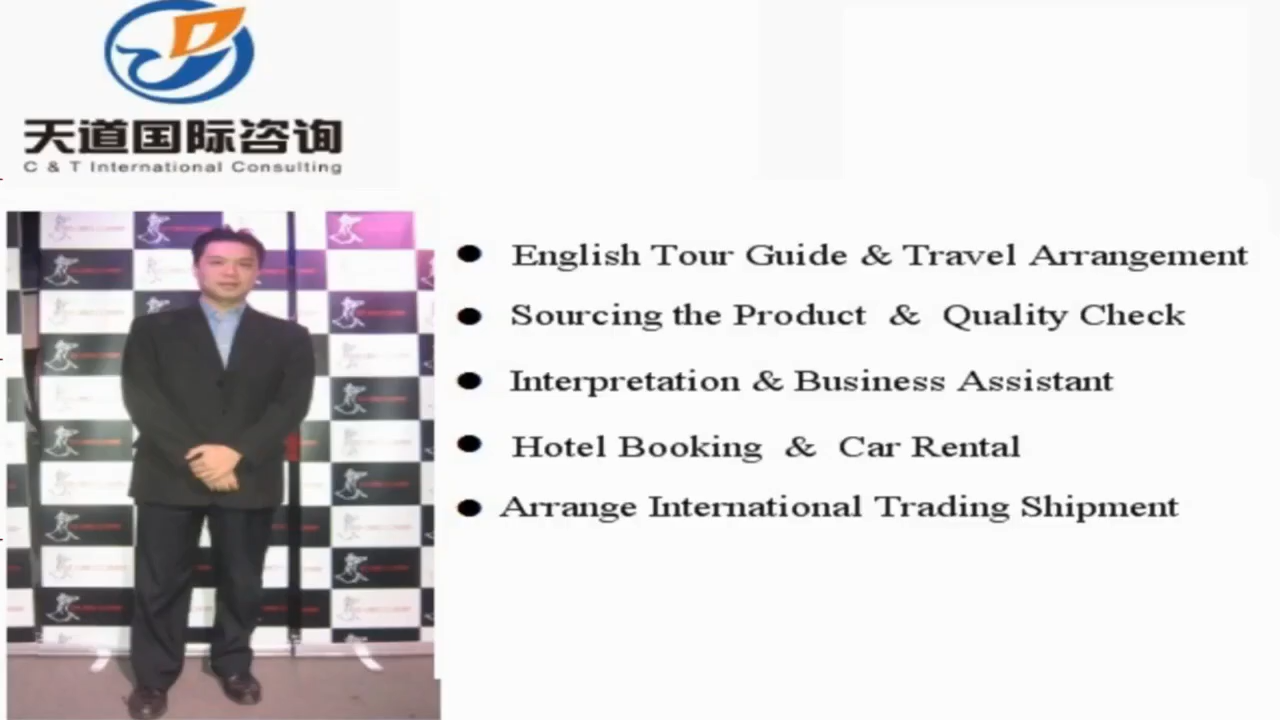 天道国际咨询
C & T International Consulting
● English Tour Guide & Travel Arrangement
● Sourcing the Product & Quality Check
● Interpretation & Business Assistant
● Hotel Booking & Car Rental
● Arrange International Trading Shipment